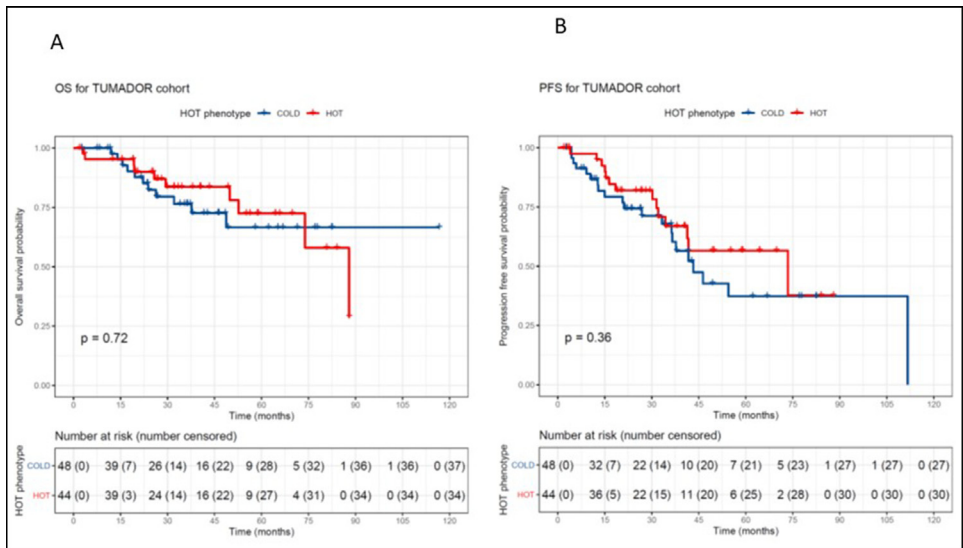 A
OS for TUMADOR cohort
HOT phenotype COLD HOT
Overall survival probability
1.00
0.75
0.50
0.25
0.00
p = 0.72
0 15 30 45 60 75 90 105 120
Time (months)
Number at risk (number censored)
HOT phenotype
COLD 48 (0) 39 (7) 26 (14) 16 (22) 9 (28) 5 (32) 1 (36) 1 (36) 0 (37)
HOT 44 (0) 39 (3) 24 (14) 16 (22) 9 (27) 4 (31) 0 (34) 0 (34) 0 (34)
0 15 30 45 60 75 90 105 120
Time (months)
B
PFS for TUMADOR cohort
HOT phenotype COLD HOT
Progression free survival probability
1.00
0.75
0.50
0.25
0.00
p = 0.36
0 15 30 45 60 75 90 105 120
Time (months)
Number at risk (number censored)
HOT phenotype
COLD 48 (0) 32 (7) 22 (14) 10 (20) 7 (21) 5 (23) 1 (27) 1 (27) 0 (27)
HOT 44 (0) 36 (5) 22 (15) 11 (20) 6 (25) 2 (28) 0 (30) 0 (30) 0 (30)
0 15 30 45 60 75 90 105 120
Time (months)